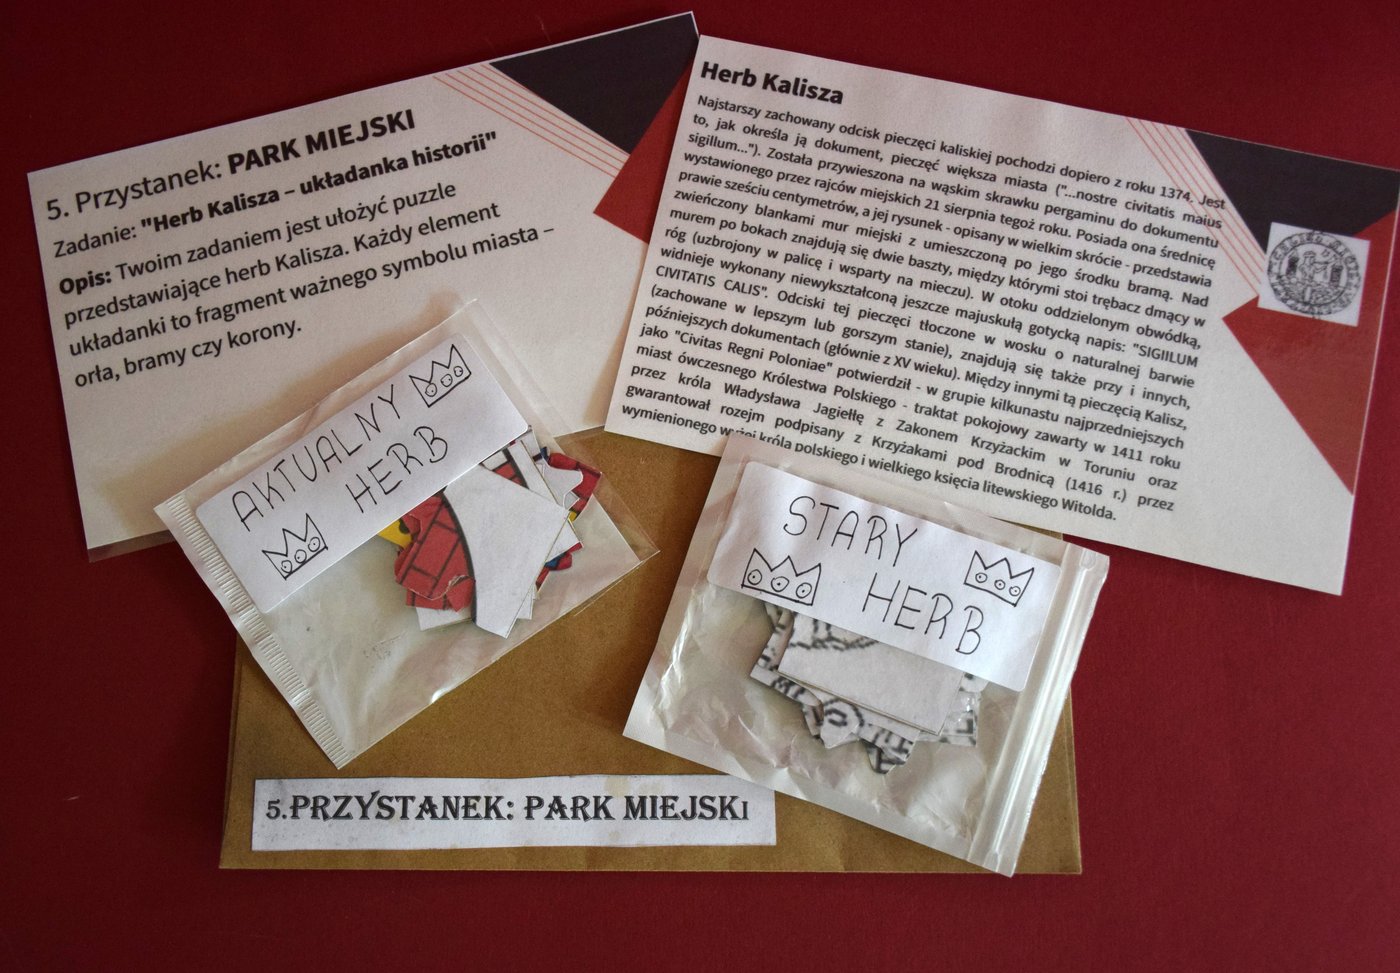 5. Przystanek: PARK MIEJSKI
Zadanie: "Herb Kalisza – układanka historii"
Opis: Twoim zadaniem jest ułożyć puzzle
przedstawiające herb Kalisza. Każdy element
układanki to fragment ważnego symbolu miasta –
orła, bramy czy korony.
Herb Kalisza
Najstarszy zachowany odcisk pieczęci kaliskiej pochodzi dopiero z roku 1374. Jest
to, jak określa ją dokument, pieczęć większa miasta ("...nostre civitatis maius
sigillum..."). Została przywieszona na wąskim skrawku pergaminu do dokumentu
wystawionego przez rajców miejskich 21 sierpnia tegoż roku. Posiada ona średnicę
prawie sześciu centymetrów, a jej rysunek - opisany w wielkim skrócie - przedstawia
zwieńczony blankami mur miejski z umieszczoną po jego środku bramą. Nad
murem po bokach znajdują się dwie baszty, między którymi stoi trębacz dmący w
róg (uzbrojony w palicę i wsparty na mieczu). W otoku oddzielonym obwódką,
widnieje wykonany niewykształconą jeszcze majuskułą gotycką napis: "SIGIILUM
CIVITATIS CALIS". Odciski tej pieczęci tłoczone w wosku o naturalnej barwie
(zachowane w lepszym lub gorszym stanie), znajdują się także przy i innych,
późniejszych dokumentach (głównie z XV wieku). Między innymi tą pieczęcią Kalisz,
jako "Civitas Regni Poloniae" potwierdził - w grupie kilkunastu najprzedniejszych
miast ówczesnego Królestwa Polskiego - traktat pokojowy zawarty w 1411 roku
przez króla Władysława Jagiełłę z Zakonem Krzyżackim w Toruniu oraz
gwarantował rozejm podpisany z Krzyżakami pod Brodnicą (1416 r.) przez
wymienionego wyżej króla polskiego i wielkiego księcia litewskiego Witolda.
AKTUALNY
HERB
STARY
HERB
5.PRZYSTANEK: PARK MIEJSKI